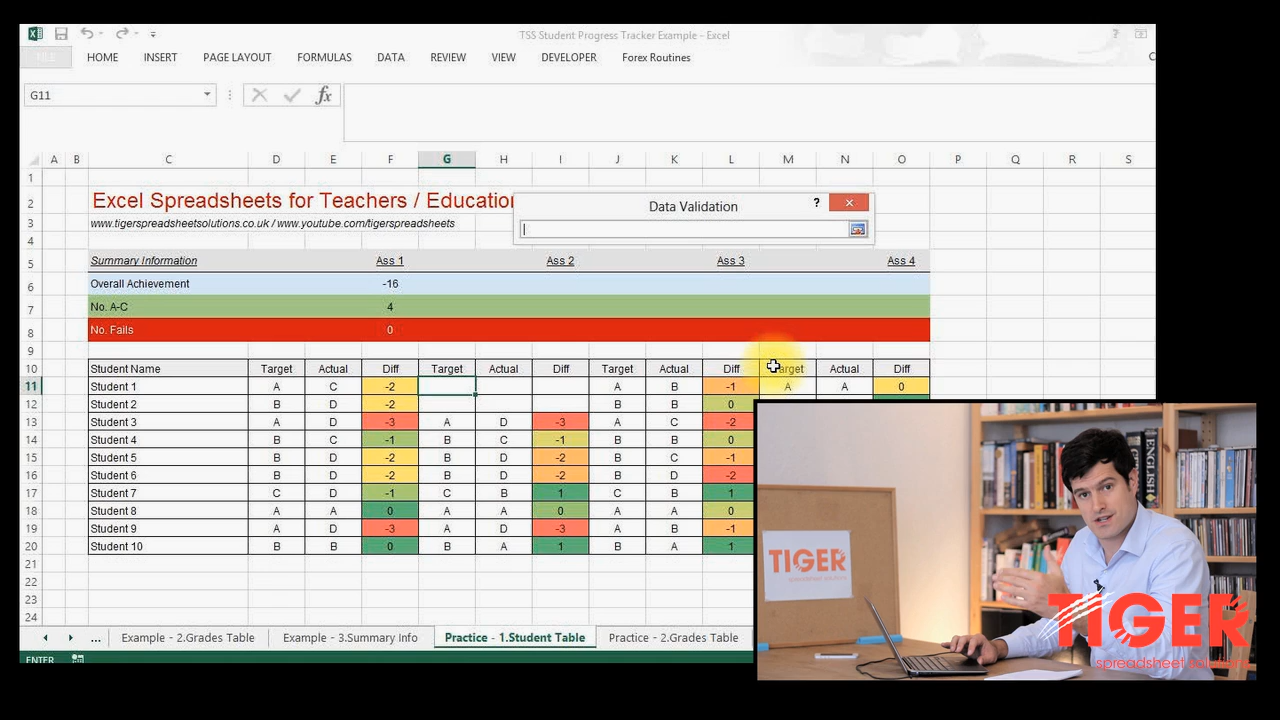 TSS Student Progress Tracker Example - Excel
HOME INSERT PAGE LAYOUT FORMULAS DATA REVIEW VIEW DEVELOPER Forex Routines
G11 fx
A B C D E F G H I J K L M N O P Q R S
1
2 Excel Spreadsheets for Teachers / Education
Data Validation ?
3 www.tigerspreadsheetsolutions.co.uk / www.youtube.com/tigerspreadsheets
4
5 Summary Information Ass 1 Ass 2 Ass 3 Ass 4
6 Overall Achievement -16
7 No. A-C 4
8 No. Fails 0
9
10 Student Name Target Actual Diff Target Actual Diff Target Actual Diff Target Actual Diff
11 Student 1 A C -2 A B -1 A A 0
12 Student 2 B D -2 B B 0
13 Student 3 A D -3 A D -3 A C -2
14 Student 4 B C -1 B C -1 B B 0
15 Student 5 B D -2 B D -2 B C -1
16 Student 6 B D -2 B D -2 B D -2
17 Student 7 C D -1 C B 1 C B 1
18 Student 8 A A 0 A A 0 A A 0
19 Student 9 A D -3 A D -3 A B -1
20 Student 10 B B 0 B A 1 B A 1
21
22
23
24
... Example - 2.Grades Table Example - 3.Summary Info Practice - 1.Student Table Practice - 2.Grades Table
ENTER
ENGLISH
TIGER
spreadsheet solutions
TIGER
spreadsheet solutions